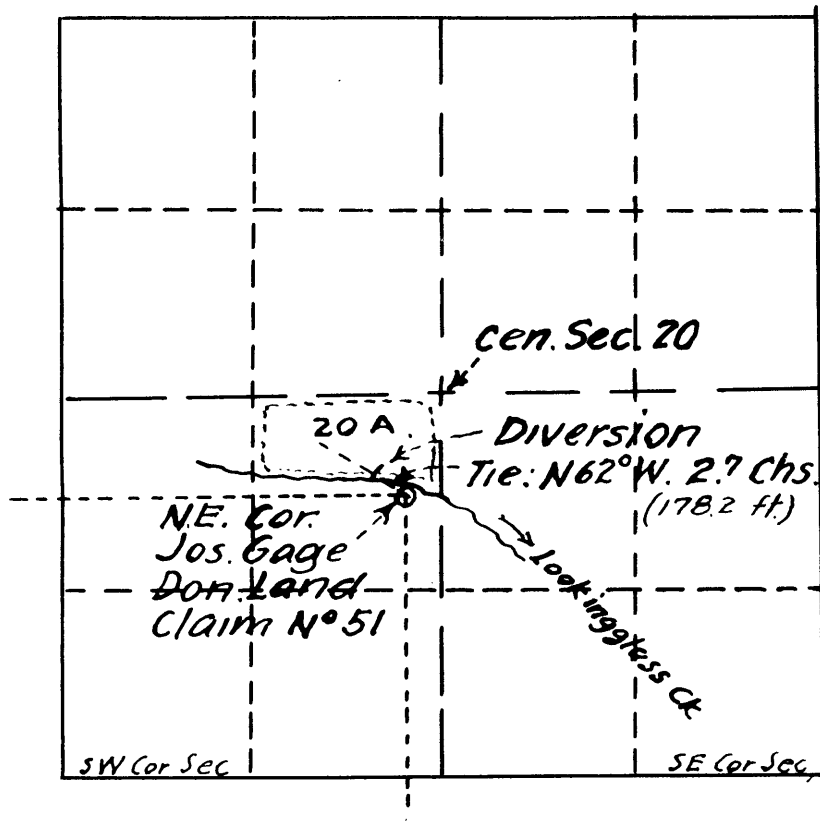 Cen. Sec. 20
20 A.
Diversion
Tie: N62°W. 2.7 Chs.
(178.2 ft.)
N.E. Cor.
Jos. Gage
Don. Land
Claim Nº 51
Lookingglass Ck
SW Cor Sec
SE Cor Sec,